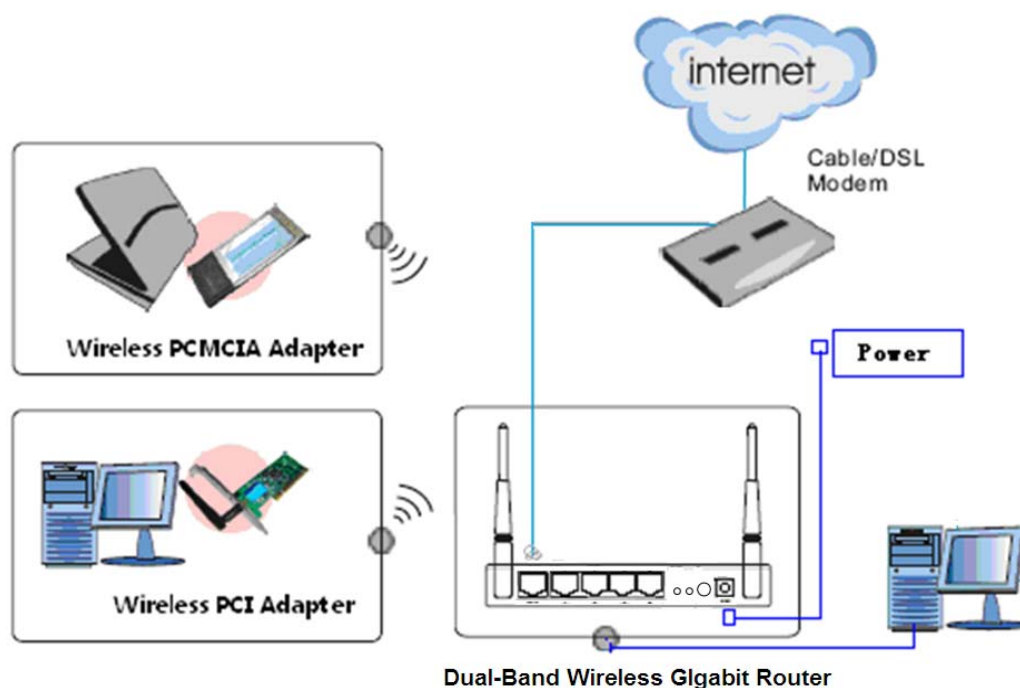 internet
Cable/DSL
Modem
Wireless PCMCIA Adapter
Power
Wireless PCI Adapter
Dual-Band Wireless GIgabit Router